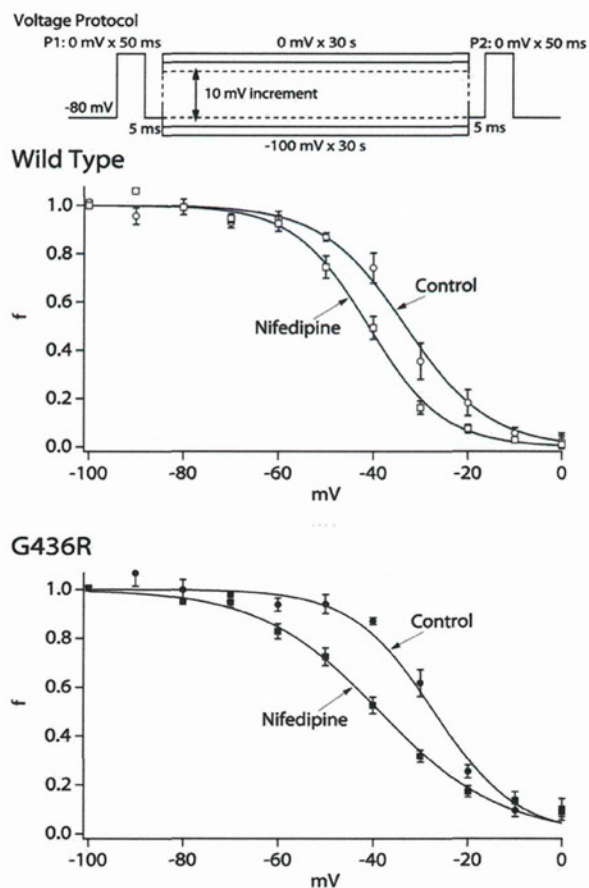 Voltage Protocol
P1: 0 mV x 50 ms
0 mV x 30 s
P2: 0 mV x 50 ms
10 mV increment
-80 mV
5 ms
5 ms
-100 mV x 30 s
Wild Type
1.0
0.8
0.6
0.4
0.2
0.0
f
Control
Nifedipine
-100 -80 -60 -40 -20 0
mV
G436R
1.0
0.8
0.6
0.4
0.2
0.0
f
Control
Nifedipine
-100 -80 -60 -40 -20 0
mV